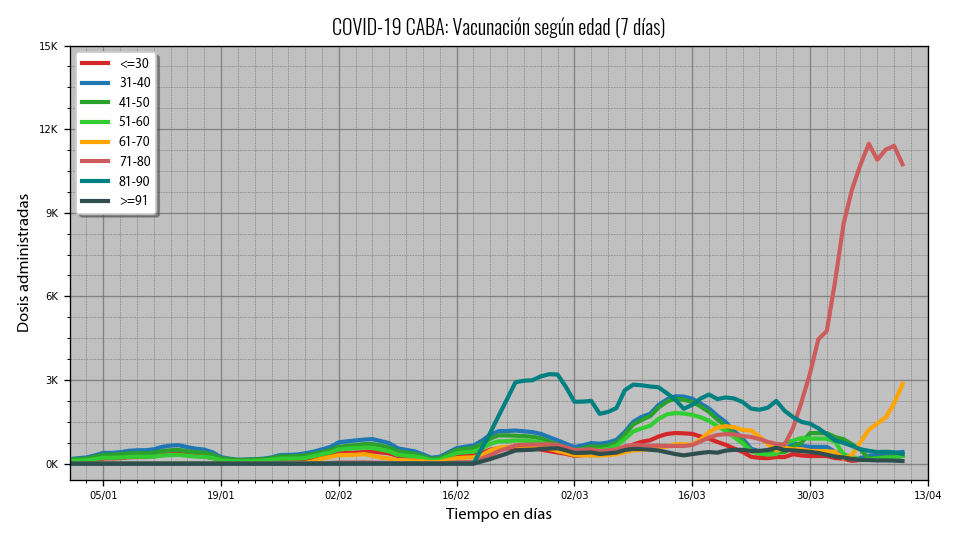 COVID-19 CABA: Vacunación según edad (7 días)
15K
12K
9K
6K
3K
0K
Dosis administradas
<=30
31-40
41-50
51-60
61-70
71-80
81-90
>=91
05/01 19/01 02/02 16/02 02/03 16/03 30/03 13/04
Tiempo en días